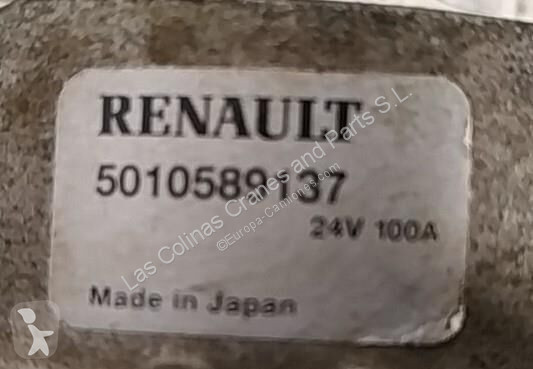 RENAULT
5010589137
24V 100A
Made in Japan
Las Colinas Cranes and Parts S.L.
©Europa-Camiones.com